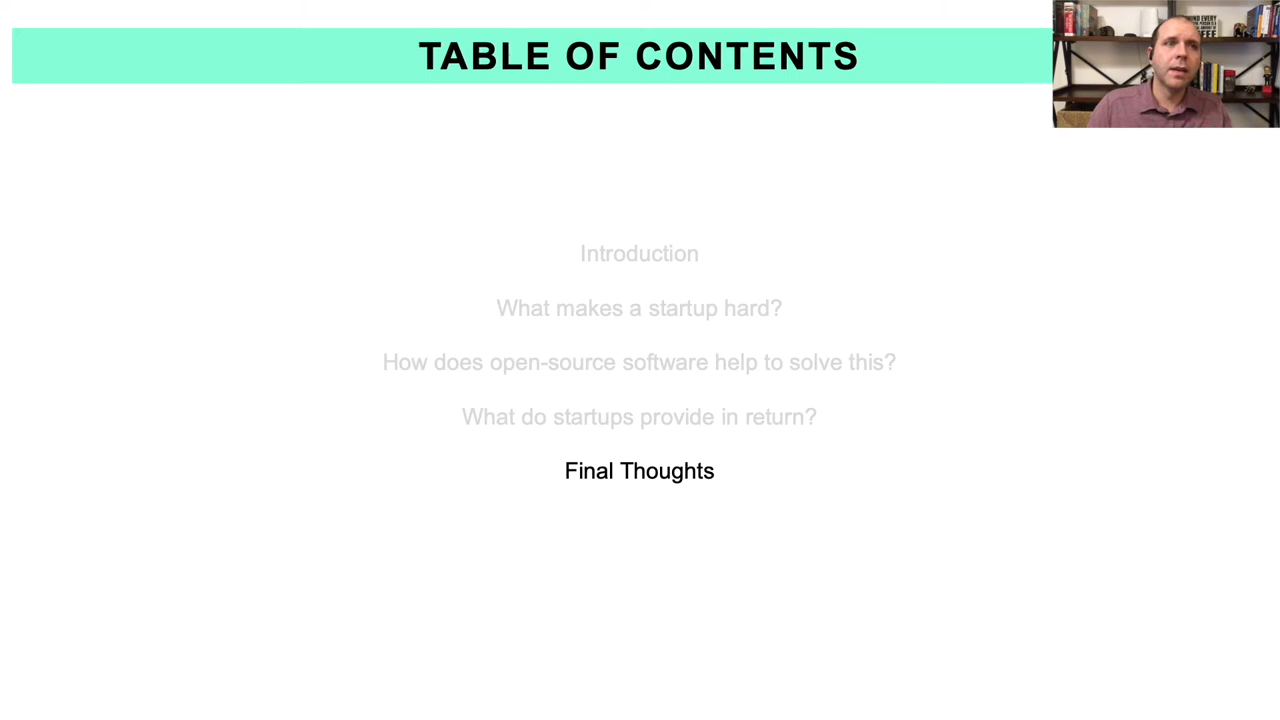 TABLE OF CONTENTS
Introduction
What makes a startup hard?
How does open-source software help to solve this?
What do startups provide in return?
Final Thoughts